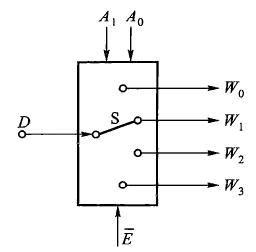 A₁ A₀
W₀
D S W₁
W₂
W₃
E̅